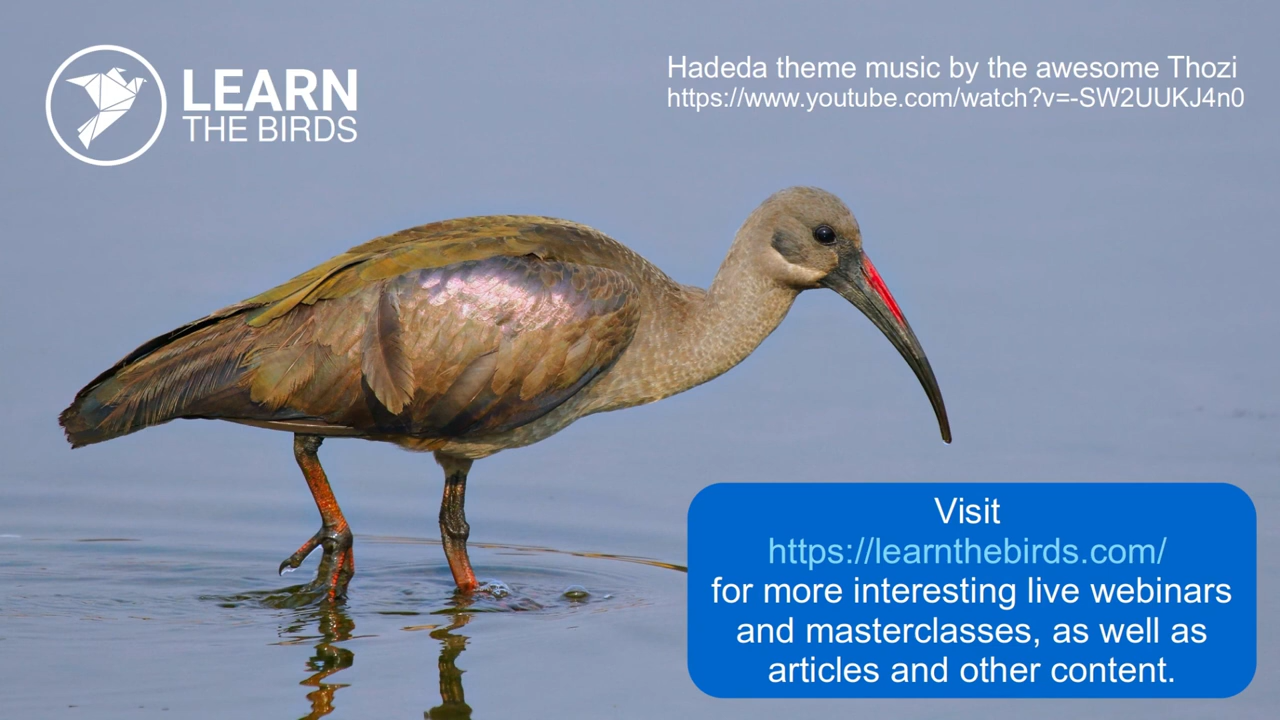 LEARN
THE BIRDS
Hadeda theme music by the awesome Thozi
https://www.youtube.com/watch?v=-SW2UUKJ4n0
Visit
https://learnthebirds.com/
for more interesting live webinars
and masterclasses, as well as
articles and other content.